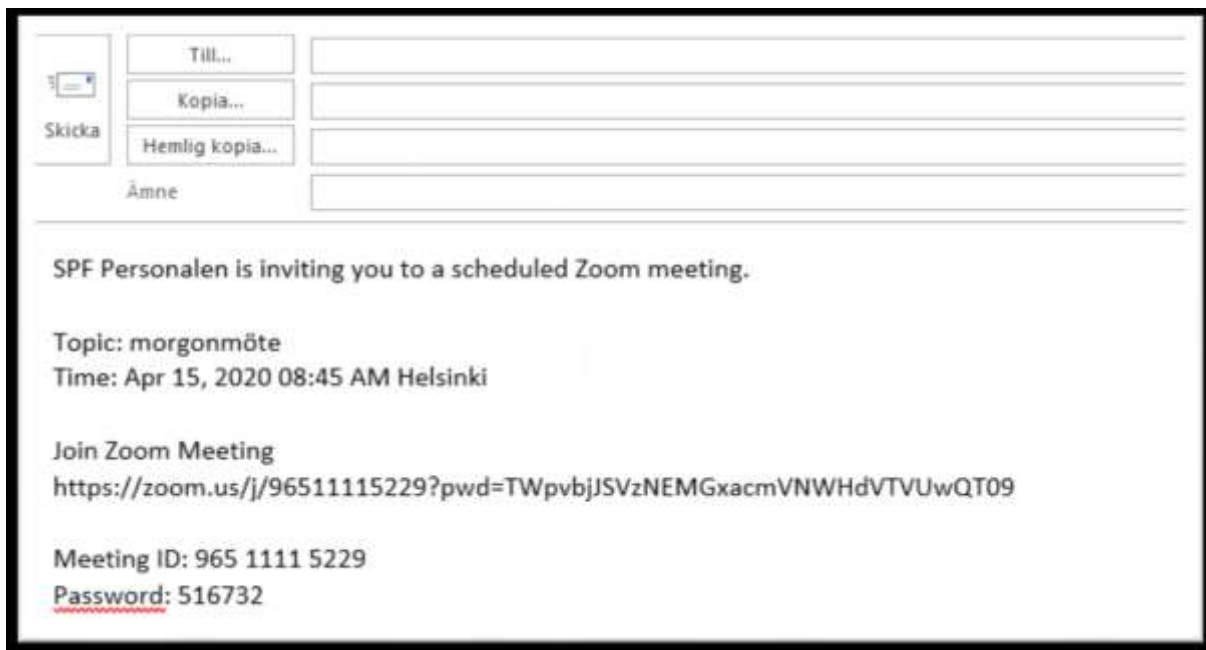 Till...
Kopia...
Skicka
Hemlig kopia...
Ämne
SPF Personalen is inviting you to a scheduled Zoom meeting.
Topic: morgonmöte
Time: Apr 15, 2020 08:45 AM Helsinki
Join Zoom Meeting
https://zoom.us/j/96511115229?pwd=TWpvbjJSVzNEMGxacmVNWHdVTVUwQT09
Meeting ID: 965 1111 5229
Password: 516732